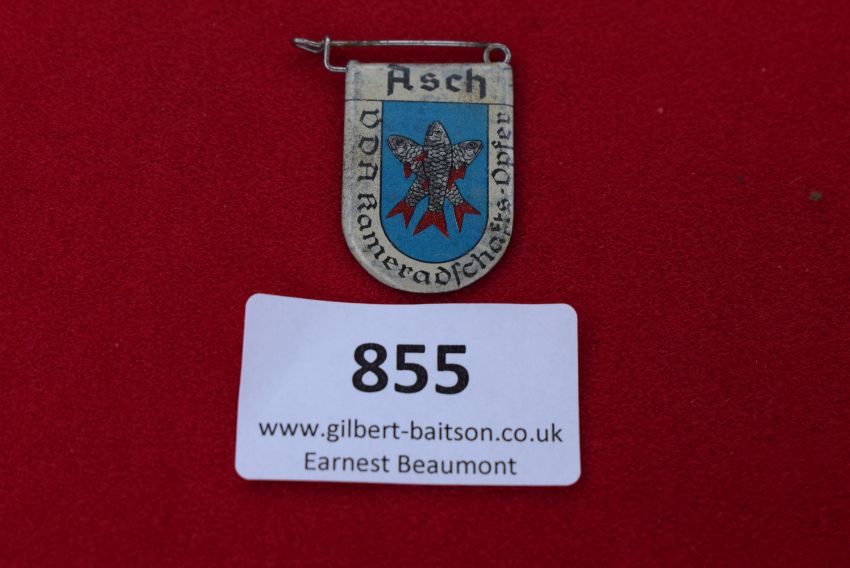 Asch
VDA Kameradschafts-Opfer
855
www.gilbert-baitson.co.uk
Earnest Beaumont